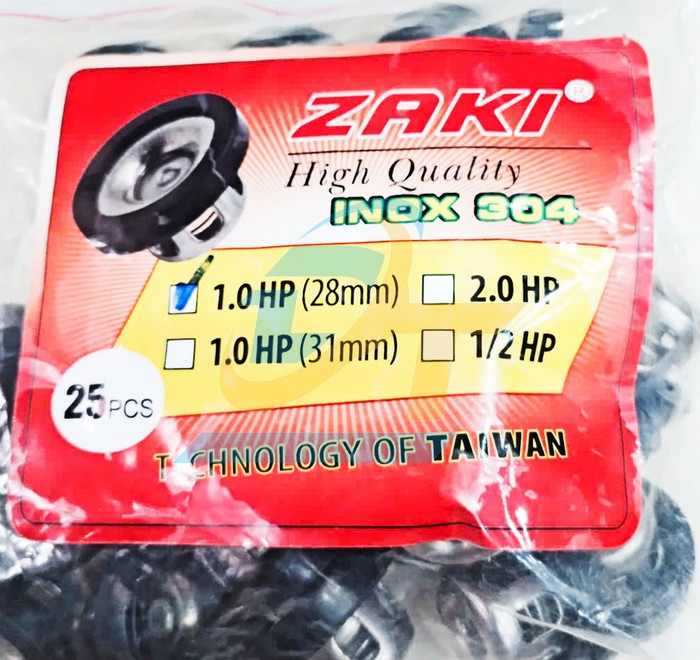 ZAKI®
High Quality
INOX 304
1.0 HP (28mm) 2.0 HP
1.0 HP (31mm) 1/2 HP
25PCS
TECHNOLOGY OF TAIWAN